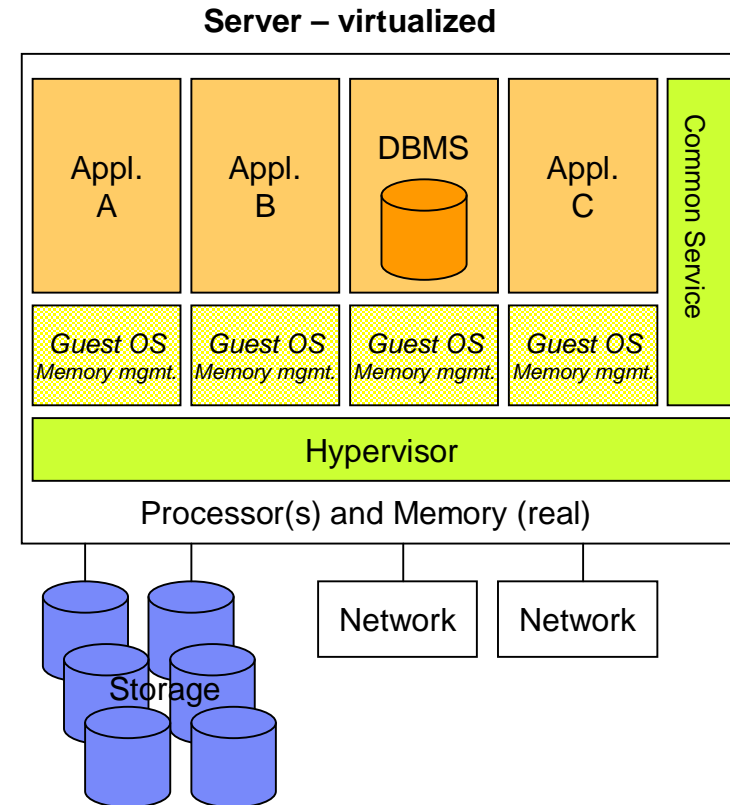 Server – virtualized
Appl.
A
Appl.
B
DBMS
Appl.
C
Common Service
Guest OS
Memory mgmt.
Guest OS
Memory mgmt.
Guest OS
Memory mgmt.
Guest OS
Memory mgmt.
Hypervisor
Processor(s) and Memory (real)
Storage
Network
Network